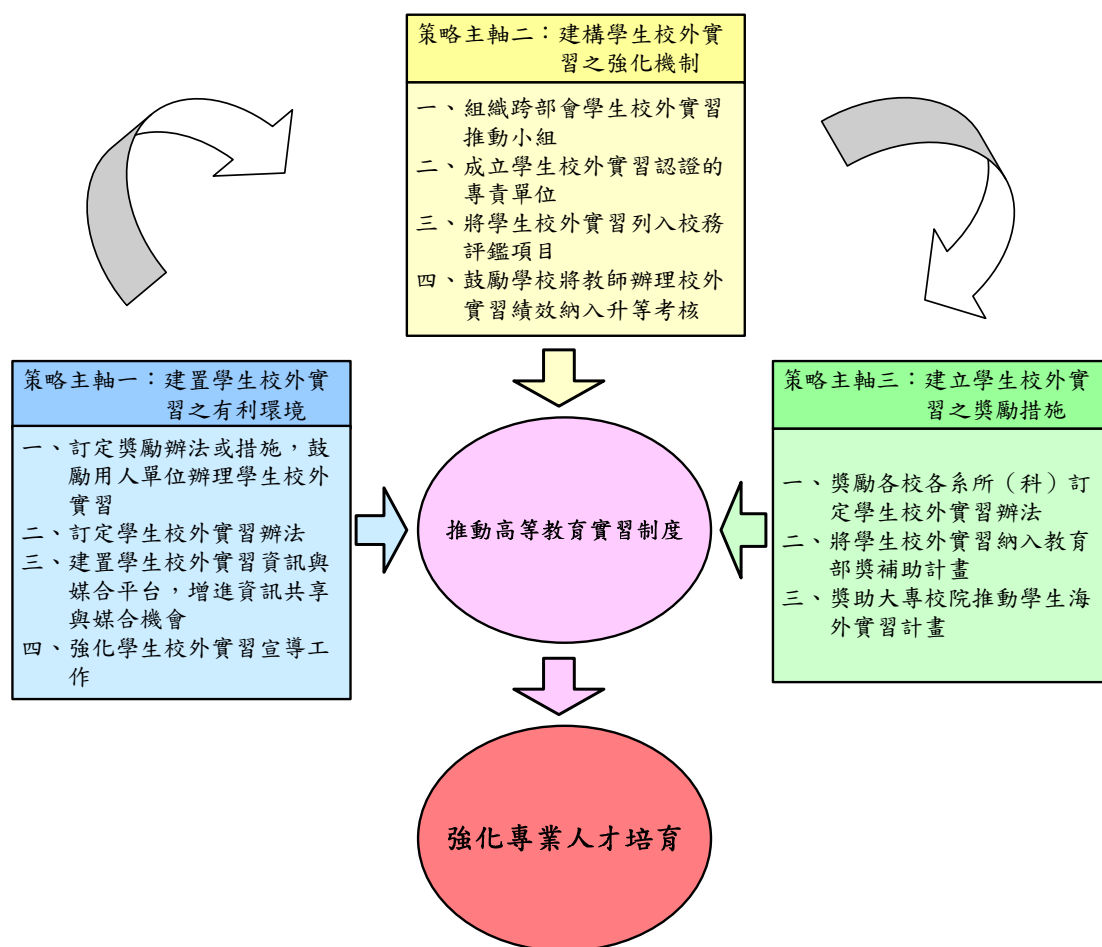 策略主軸二：建構學生校外實
習之強化機制
一、組織跨部會學生校外實習
推動小組
二、成立學生校外實習認證的
專責單位
三、將學生校外實習列入校務
評鑑項目
四、鼓勵學校將教師辦理校外
實習績效納入升等考核
策略主軸一：建置學生校外實
習之有利環境
一、訂定獎勵辦法或措施，鼓
勵用人單位辦理學生校外
實習
二、訂定學生校外實習辦法
三、建置學生校外實習資訊與
媒合平台，增進資訊共享
與媒合機會
四、強化學生校外實習宣導工
作
策略主軸三：建立學生校外實
習之獎勵措施
一、獎勵各校各系所（科）訂
定學生校外實習辦法
二、將學生校外實習納入教育
部獎補助計畫
三、獎助大專校院推動學生海
外實習計畫
推動高等教育實習制度
強化專業人才培育